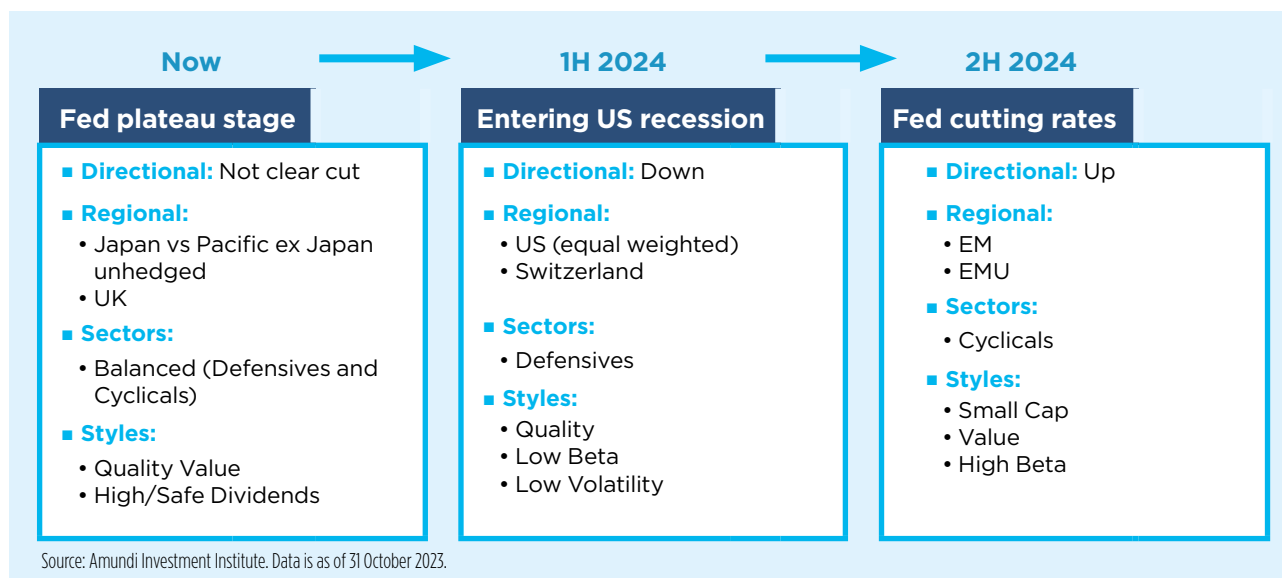 Now
1H 2024
2H 2024
Fed plateau stage
▪ Directional: Not clear cut
▪ Regional:
• Japan vs Pacific ex Japan
unhedged
• UK
▪ Sectors:
• Balanced (Defensives and
Cyclicals)
▪ Styles:
• Quality Value
• High/Safe Dividends
Entering US recession
▪ Directional: Down
▪ Regional:
• US (equal weighted)
• Switzerland
▪ Sectors:
• Defensives
▪ Styles:
• Quality
• Low Beta
• Low Volatility
Fed cutting rates
▪ Directional: Up
▪ Regional:
• EM
• EMU
▪ Sectors:
• Cyclicals
▪ Styles:
• Small Cap
• Value
• High Beta
Source: Amundi Investment Institute. Data is as of 31 October 2023.